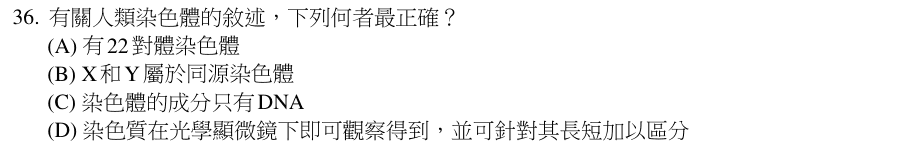 36. 有關人類染色體的敘述，下列何者最正確？
(A) 有22對體染色體
(B) X和Y屬於同源染色體
(C) 染色體的成分只有DNA
(D) 染色質在光學顯微鏡下即可觀察得到，並可針對其長短加以區分